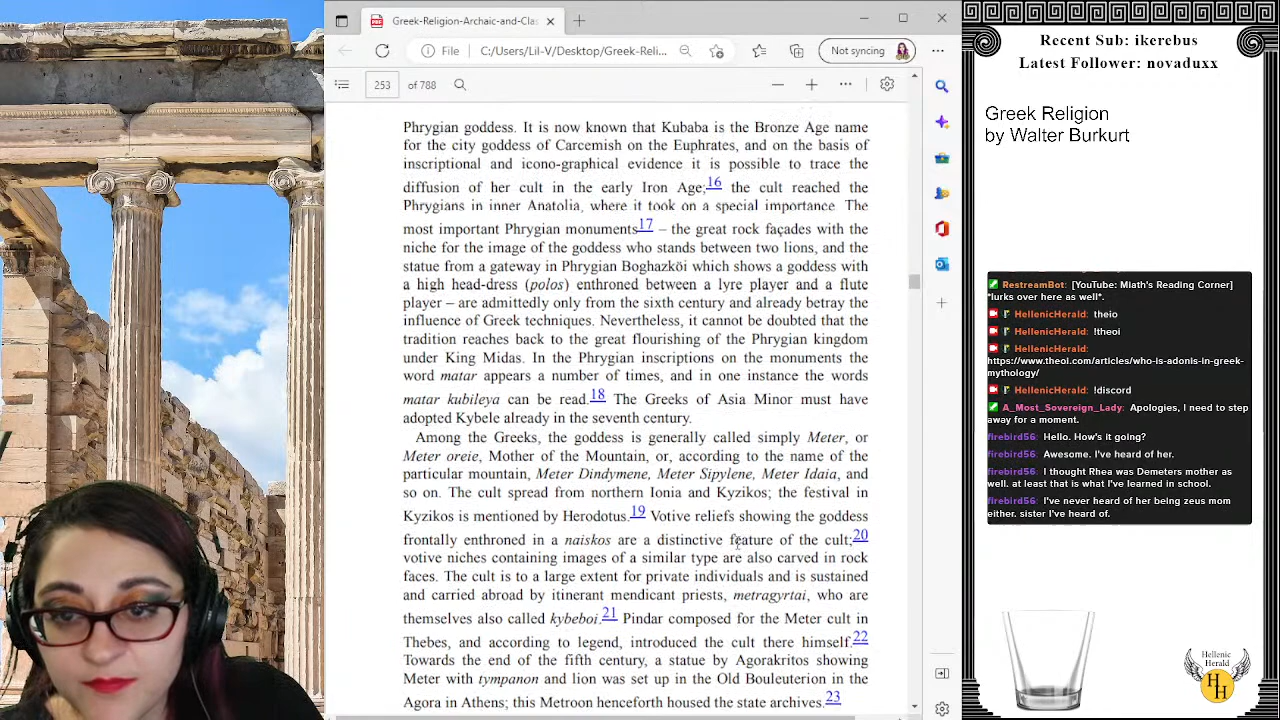 Greek-Religion-Archaic-and-Clas
File
C:/Users/Lil-V/Desktop/Greek-Reli...
Not syncing
253
of 788
Phrygian goddess. It is now known that Kubaba is the Bronze Age name
for the city goddess of Carcemish on the Euphrates, and on the basis of
inscriptional and icono-graphical evidence it is possible to trace the
diffusion of her cult in the early Iron Age;16 the cult reached the
Phrygians in inner Anatolia, where it took on a special importance. The
most important Phrygian monuments17 – the great rock façades with the
niche for the image of the goddess who stands between two lions, and the
statue from a gateway in Phrygian Boghazköi which shows a goddess with
a high head-dress (polos) enthroned between a lyre player and a flute
player – are admittedly only from the sixth century and already betray the
influence of Greek techniques. Nevertheless, it cannot be doubted that the
tradition reaches back to the great flourishing of the Phrygian kingdom
under King Midas. In the Phrygian inscriptions on the monuments the
word matar appears a number of times, and in one instance the words
matar kubileya can be read.18 The Greeks of Asia Minor must have
adopted Kybele already in the seventh century.
Among the Greeks, the goddess is generally called simply Meter, or
Meter oreie, Mother of the Mountain, or, according to the name of the
particular mountain, Meter Dindymene, Meter Sipylene, Meter Idaia, and
so on. The cult spread from northern Ionia and Kyzikos; the festival in
Kyzikos is mentioned by Herodotus.19 Votive reliefs showing the goddess
frontally enthroned in a naiskos are a distinctive feature of the cult;20
votive niches containing images of a similar type are also carved in rock
faces. The cult is to a large extent for private individuals and is sustained
and carried abroad by itinerant mendicant priests, metragyrtai, who are
themselves also called kybeboi.21 Pindar composed for the Meter cult in
Thebes, and according to legend, introduced the cult there himself.22
Towards the end of the fifth century, a statue by Agorakritos showing
Meter with tympanon and lion was set up in the Old Bouleuterion in the
Agora in Athens; this Metroon henceforth housed the state archives.23
Recent Sub: ikerebus
Latest Follower: novaduxx
Greek Religion
by Walter Burkurt
RestreamBot: [YouTube: Miath's Reading Corner]
*lurks over here as well*.
HellenicHerald: theio
HellenicHerald: !theoi
HellenicHerald:
https://www.theoi.com/articles/who-is-adonis-in-greek-
mythology/
HellenicHerald: !discord
A_Most_Sovereign_Lady: Apologies, I need to step
away for a moment.
firebird56: Hello. How's it going?
firebird56: Awesome. I've heard of her.
firebird56: I thought Rhea was Demeters mother as
well. at least that is what I've learned in school.
firebird56: I've never heard of her being zeus mom
either. sister I've heard of.
Hellenic
Herald
HH